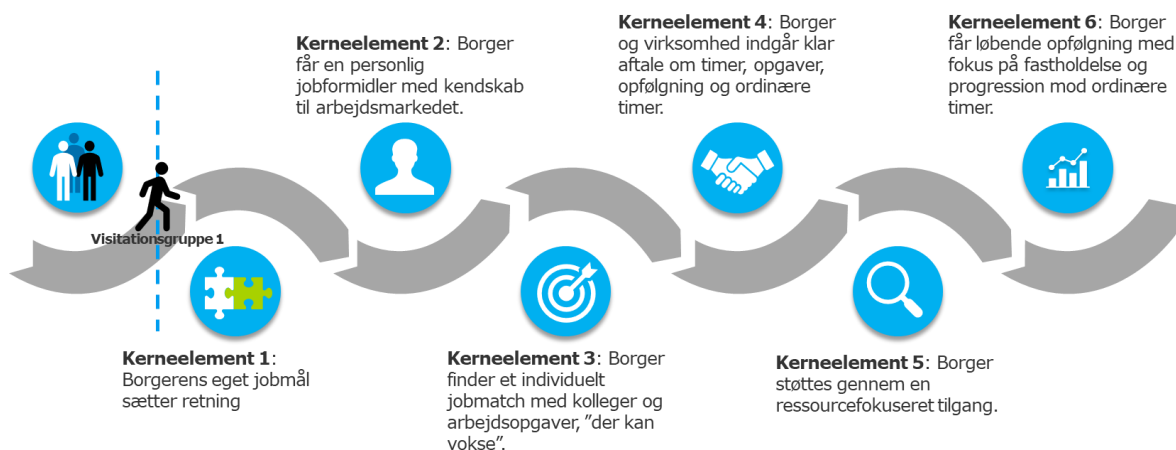 Visitationsgruppe 1
Kerneelement 1:
Borgerens eget jobmål
sætter retning
Kerneelement 2: Borger
får en personlig
jobformidler med kendskab
til arbejdsmarkedet.
Kerneelement 3: Borger
finder et individuelt
jobmatch med kolleger og
arbejdsopgaver, ”der kan
vokse”.
Kerneelement 4: Borger
og virksomhed indgår klar
aftale om timer, opgaver,
opfølgning og ordinære
timer.
Kerneelement 5: Borger
støttes gennem en
ressourcefokuseret tilgang.
Kerneelement 6: Borger
får løbende opfølgning med
fokus på fastholdelse og
progression mod ordinære
timer.